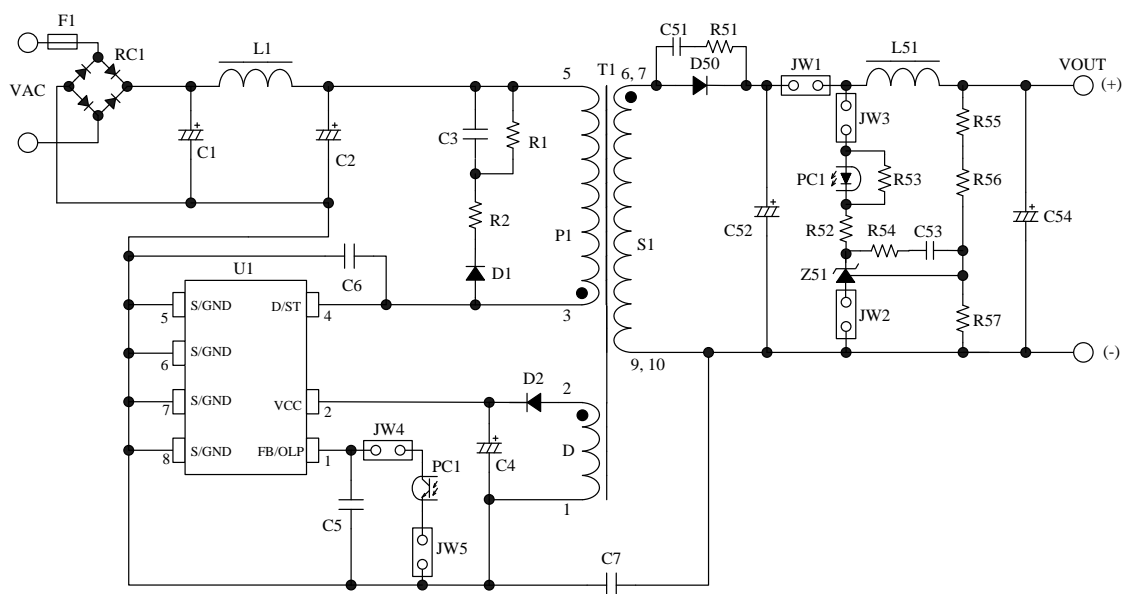 F1
RC1
VAC
L1
C1
C2
C3
R1
R2
D1
C6
5
P1
3
T1
6, 7
S1
9, 10
C51
R51
D50
JW1
L51
VOUT
(+)
JW3
R55
PC1
R53
R56
C52
R52
R54
C53
C54
Z51
JW2
R57
(-)
U1
S/GND
D/ST
5
4
S/GND
6
S/GND
VCC
7
2
S/GND
FB/OLP
8
1
D2
2
D
1
C4
JW4
PC1
C5
JW5
C7